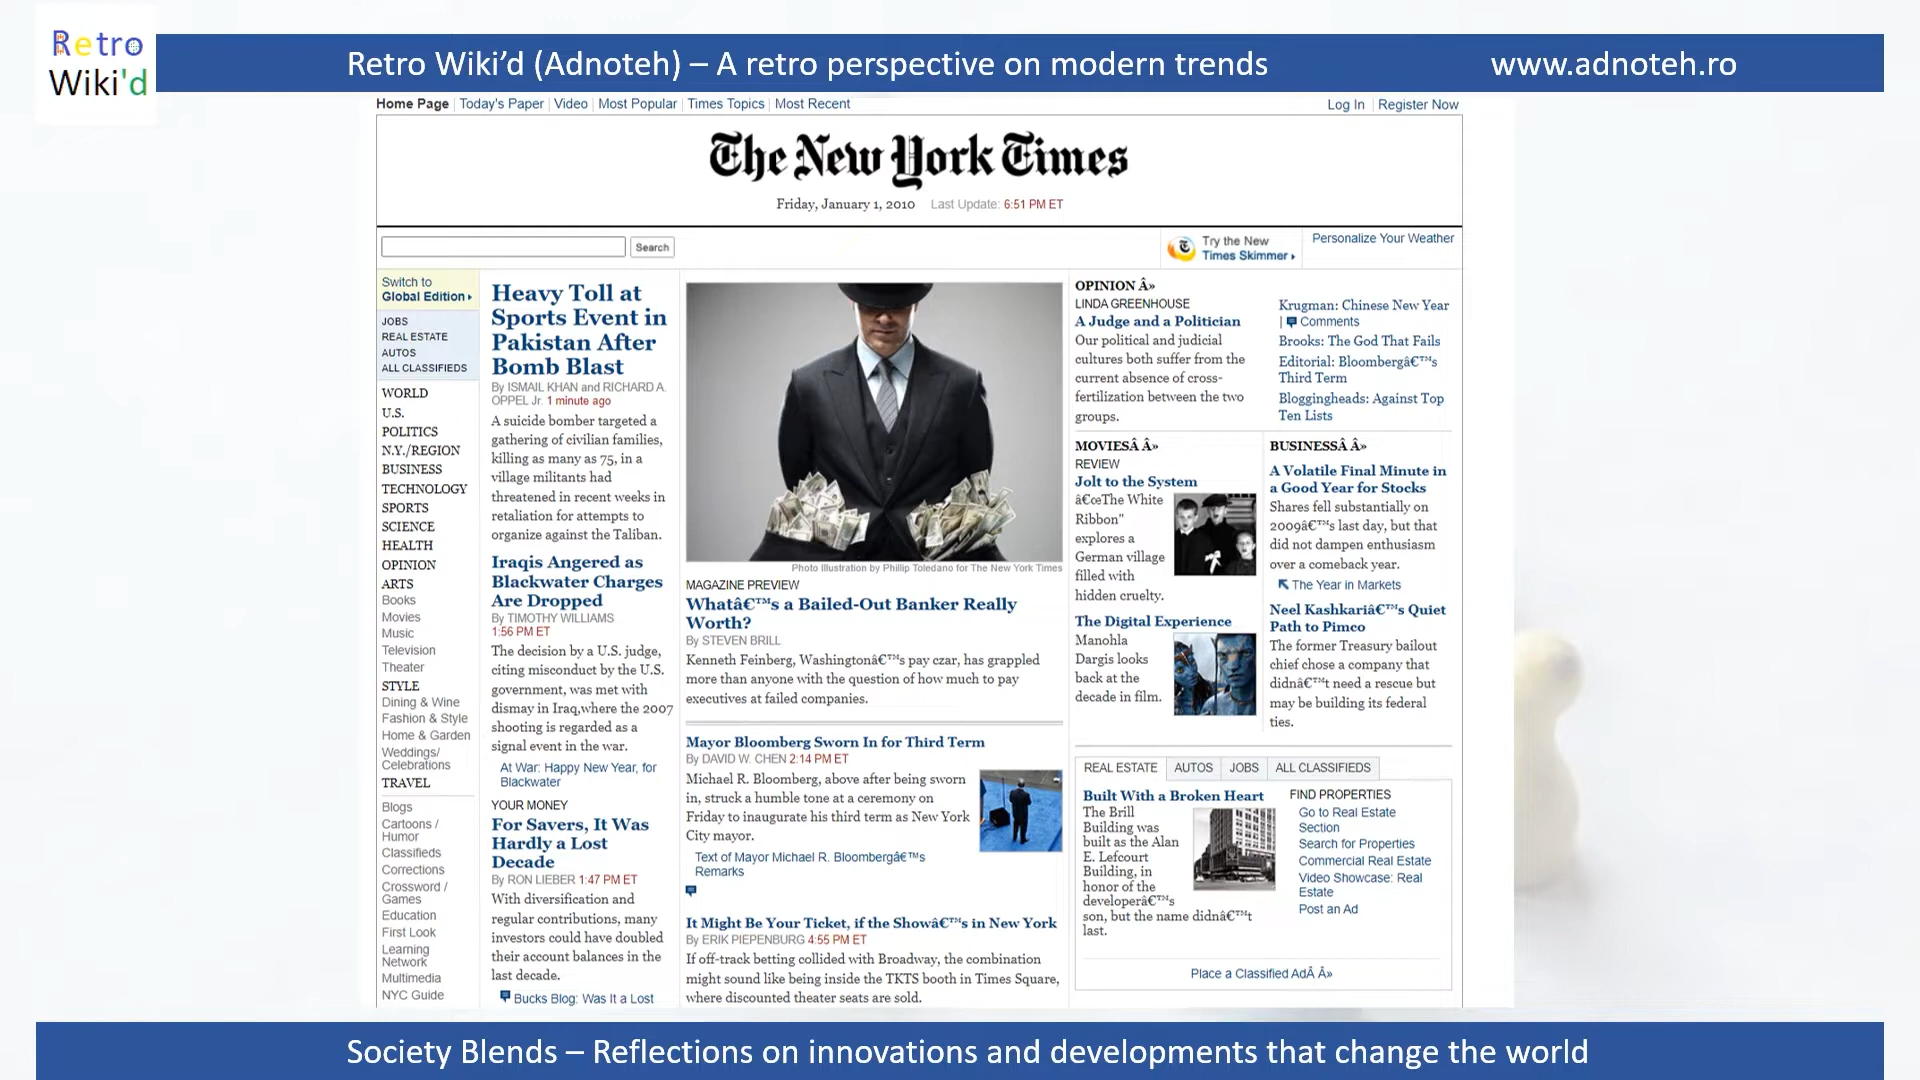 Retro
Wiki'd
Retro Wiki’d (Adnoteh) – A retro perspective on modern trends
www.adnoteh.ro
Home Page | Today's Paper | Video | Most Popular | Times Topics | Most Recent
Log In | Register Now
The New York Times
Friday, January 1, 2010 Last Update: 6:51 PM ET
Search
Try the New
Times Skimmer
Personalize Your Weather
Switch to
Global Edition
JOBS
REAL ESTATE
AUTOS
ALL CLASSIFIEDS
WORLD
U.S.
POLITICS
N.Y./REGION
BUSINESS
TECHNOLOGY
SPORTS
SCIENCE
HEALTH
OPINION
ARTS
Books
Movies
Music
Television
Theater
STYLE
Dining & Wine
Fashion & Style
Home & Garden
Weddings/
Celebrations
TRAVEL
Blogs
Cartoons /
Humor
Classifieds
Corrections
Crossword /
Games
Education
First Look
Learning
Network
Multimedia
NYC Guide
Heavy Toll at
Sports Event in
Pakistan After
Bomb Blast
By ISMAIL KHAN and RICHARD A.
OPPEL Jr. 1 minute ago
A suicide bomber targeted a
gathering of civilian families,
killing as many as 75, in a
village militants had
threatened in recent weeks in
retaliation for attempts to
organize against the Taliban.
Iraqis Angered as
Blackwater Charges
Are Dropped
By TIMOTHY WILLIAMS
1:56 PM ET
The decision by a U.S. judge,
citing misconduct by the U.S.
government, was met with
dismay in Iraq,where the 2007
shooting is regarded as a
signal event in the war.
At War: Happy New Year, for
Blackwater
YOUR MONEY
For Savers, It Was
Hardly a Lost
Decade
By RON LIEBER 1:47 PM ET
With diversification and
regular contributions, many
investors could have doubled
their account balances in the
last decade.
Bucks Blog: Was It a Lost
Photo Illustration by Phillip Toledano for The New York Times
MAGAZINE PREVIEW
Whatâ€™s a Bailed-Out Banker Really
Worth?
By STEVEN BRILL
Kenneth Feinberg, Washingtonâ€™s pay czar, has grappled
more than anyone with the question of how much to pay
executives at failed companies.
Mayor Bloomberg Sworn In for Third Term
By DAVID W. CHEN 2:14 PM ET
Michael R. Bloomberg, above after being sworn
in, struck a humble tone at a ceremony on
Friday to inaugurate his third term as New York
City mayor.
Text of Mayor Michael R. Bloombergâ€™s
Remarks
It Might Be Your Ticket, if the Showâ€™s in New York
By ERIK PIEPENBURG 4:55 PM ET
If off-track betting collided with Broadway, the combination
might sound like being inside the TKTS booth in Times Square,
where discounted theater seats are sold.
OPINION Â»
LINDA GREENHOUSE
A Judge and a Politician
Our political and judicial
cultures both suffer from the
current absence of cross-
fertilization between the two
groups.
Krugman: Chinese New Year
| Comments
Brooks: The God That Fails
Editorial: Bloombergâ€™s
Third Term
Bloggingheads: Against Top
Ten Lists
MOVIESÂ Â»
REVIEW
Jolt to the System
â€œThe White
Ribbon"
explores a
German village
filled with
hidden cruelty.
The Digital Experience
Manohla
Dargis looks
back at the
decade in film.
BUSINESSÂ Â»
A Volatile Final Minute in
a Good Year for Stocks
Shares fell substantially on
2009â€™s last day, but that
did not dampen enthusiasm
over a comeback year.
The Year in Markets
Neel Kashkariâ€™s Quiet
Path to Pimco
The former Treasury bailout
chief chose a company that
didnâ€™t need a rescue but
may be building its federal
ties.
REAL ESTATE AUTOS JOBS ALL CLASSIFIEDS
Built With a Broken Heart
The Brill
Building was
built as the Alan
E. Lefcourt
Building, in
honor of the
developerâ€™s
son, but the name didnâ€™t
last.
FIND PROPERTIES
Go to Real Estate
Section
Search for Properties
Commercial Real Estate
Video Showcase: Real
Estate
Post an Ad
Place a Classified AdÂ Â»
Society Blends – Reflections on innovations and developments that change the world